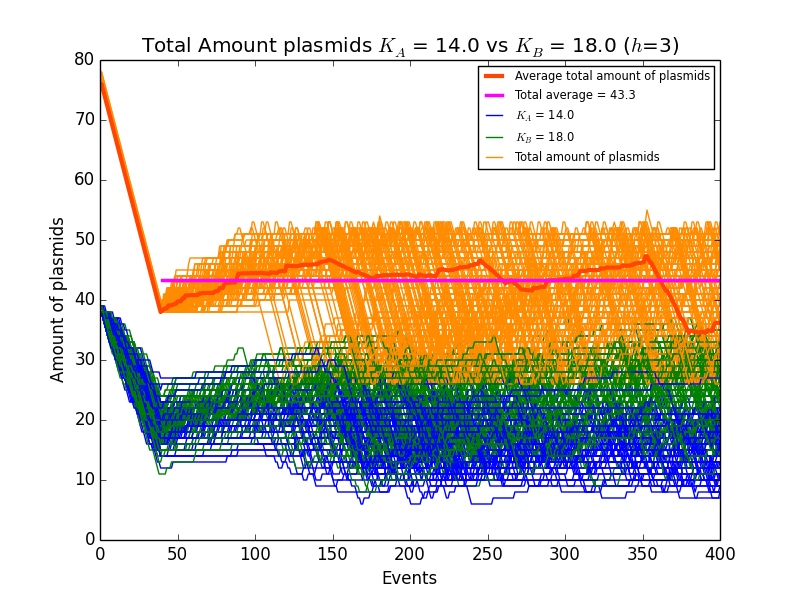 Total Amount plasmids K_A = 14.0 vs K_B = 18.0 (h=3)
Average total amount of plasmids
Total average = 43.3
K_A = 14.0
K_B = 18.0
Total amount of plasmids
80
70
60
50
40
30
20
10
0
Amount of plasmids
0 50 100 150 200 250 300 350 400
Events